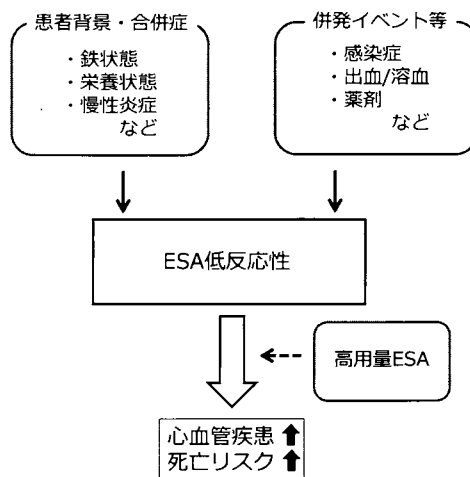 患者背景・合併症
・鉄状態
・栄養状態
・慢性炎症
など
併発イベント等
・感染症
・出血/溶血
・薬剤
など
ESA低反応性
高用量ESA
心血管疾患⬆
死亡リスク⬆